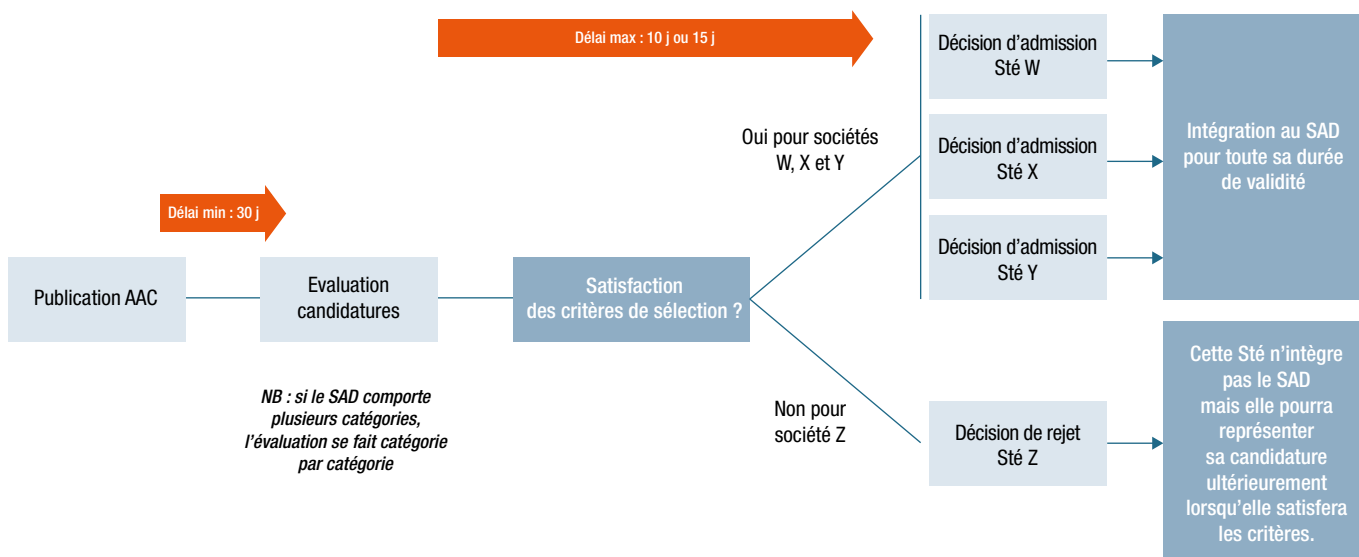 Délai max : 10 j ou 15 j
Délai min : 30 j
Publication AAC
Evaluation
candidatures
NB : si le SAD comporte
plusieurs catégories,
l’évaluation se fait catégorie
par catégorie
Satisfaction
des critères de sélection ?
Oui pour sociétés
W, X et Y
Non pour
société Z
Décision d’admission
Sté W
Décision d’admission
Sté X
Décision d’admission
Sté Y
Intégration au SAD
pour toute sa durée
de validité
Décision de rejet
Sté Z
Cette Sté n’intègre
pas le SAD
mais elle pourra
représenter
sa candidature
ultérieurement
lorsqu’elle satisfera
les critères.